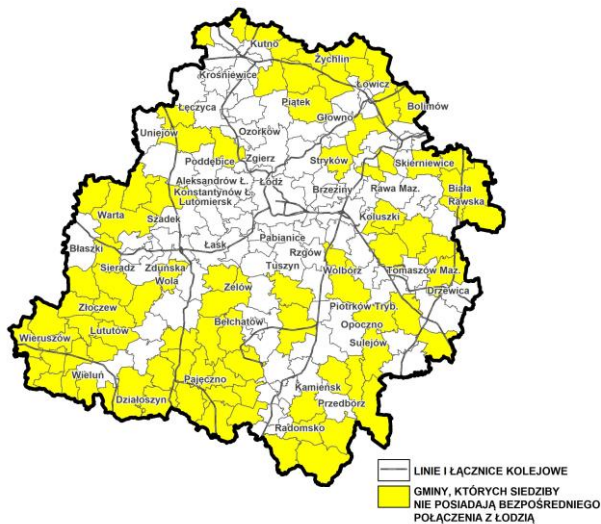 Kutno
Żychlin
Krośniewice
Łowicz
Łęczyca
Piątek
Bolimów
Głowno
Uniejów
Ozorków
Poddębice
Zgierz
Stryków
Skierniewice
Aleksandrów Ł.
Łódź
Konstantynów Ł.
Brzeziny
Rawa Maz.
Biała
Rawska
Lutomiersk
Warta
Szadek
Koluszki
Pabianice
Błaszki
Łask
Rzgów
Sieradz
Zduńska
Wola
Tuszyn
Wolbórz
Tomaszów Maz.
Zelów
Drzewica
Złoczew
Piotrków Tryb.
Bełchatów
Opoczno
Lututów
Wieruszów
Sulejów
Wieluń
Pajęczno
Działoszyn
Kamieńsk
Przedbórz
Radomsko
LINIE I ŁĄCZNICE KOLEJOWE
GMINY, KTÓRYCH SIEDZIBY
NIE POSIADAJĄ BEZPOŚREDNIEGO
POŁĄCZENIA Z ŁODZIĄ